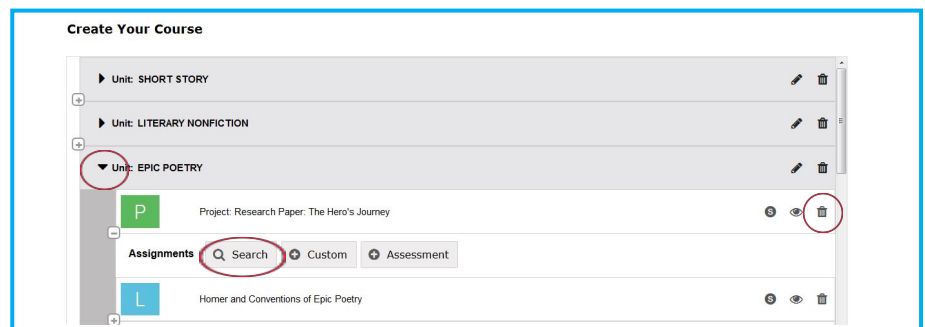 Create Your Course
Unit: SHORT STORY
Unit: LITERARY NONFICTION
Unit: EPIC POETRY
P Project: Research Paper: The Hero's Journey S
Assignments Search Custom Assessment
L Homer and Conventions of Epic Poetry S